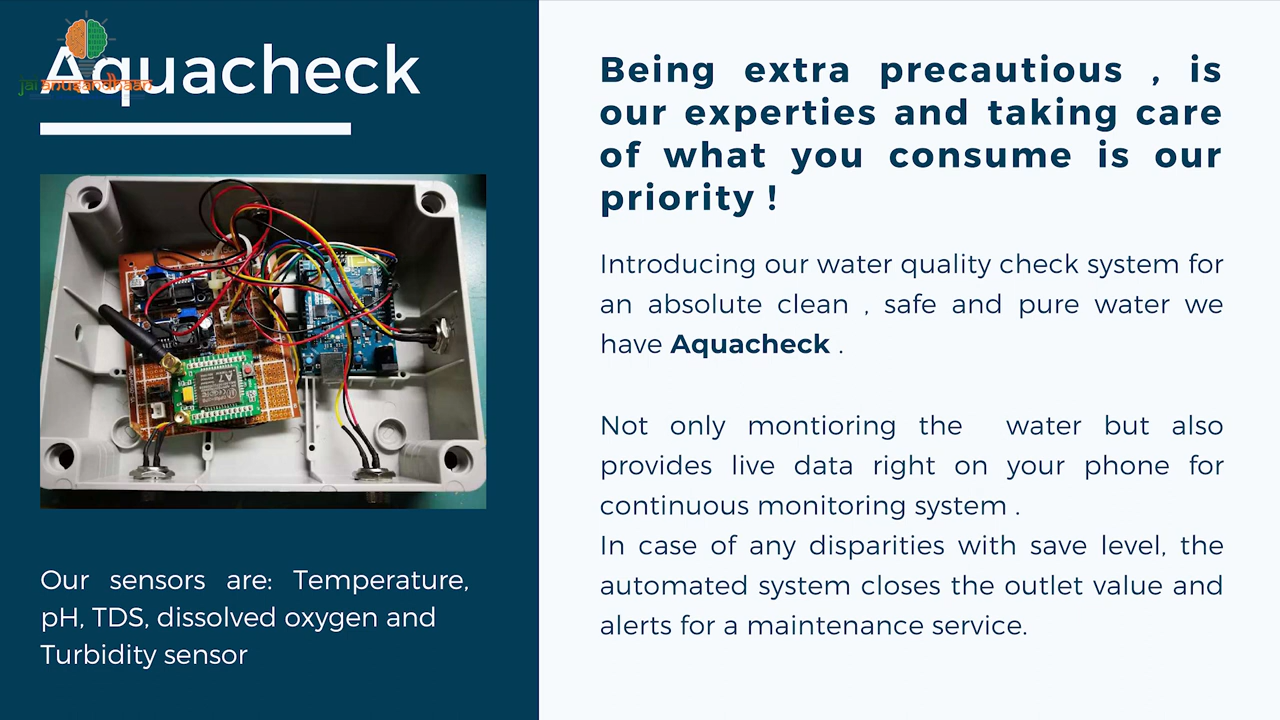 Aquacheck
jai anusandhaan
Our sensors are: Temperature,
pH, TDS, dissolved oxygen and
Turbidity sensor
Being extra precautious , is
our experties and taking care
of what you consume is our
priority !
Introducing our water quality check system for
an absolute clean , safe and pure water we
have Aquacheck .
Not only montioring the water but also
provides live data right on your phone for
continuous monitoring system .
In case of any disparities with save level, the
automated system closes the outlet value and
alerts for a maintenance service.